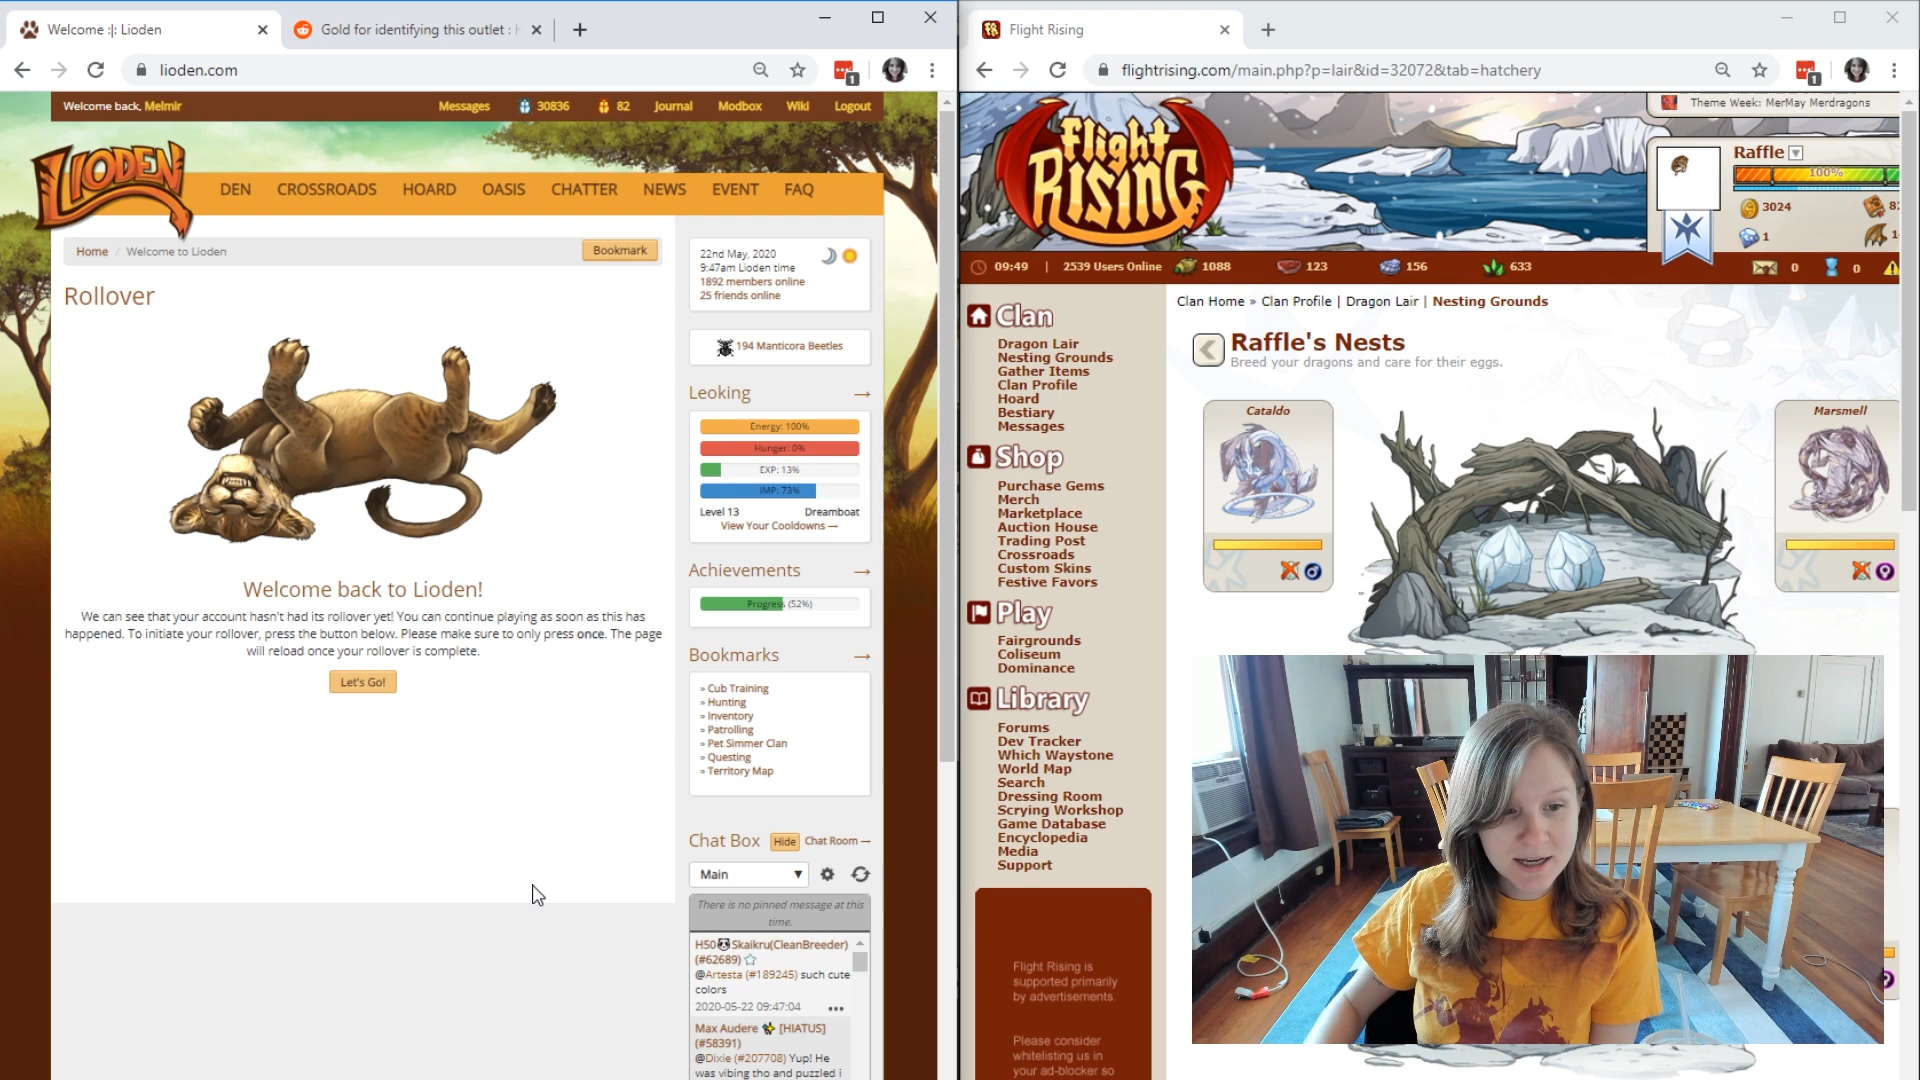 Welcome :|: Lioden
Gold for identifying this outlet :
lioden.com
1
Welcome back, Melmir
Messages
30836
82
Journal
Modbox
Wiki
Logout
LIODEN
DEN
CROSSROADS
HOARD
OASIS
CHATTER
NEWS
EVENT
FAQ
Home / Welcome to Lioden
Bookmark
Rollover
Welcome back to Lioden!
We can see that your account hasn't had its rollover yet! You can continue playing as soon as this has
happened. To initiate your rollover, press the button below. Please make sure to only press once. The page
will reload once your rollover is complete.
Let's Go!
22nd May, 2020
9:47am Lioden time
1892 members online
25 friends online
194 Manticora Beetles
Leoking →
Energy: 100%
Hunger: 0%
EXP: 13%
IMP: 73%
Level 13 Dreamboat
View Your Cooldowns →
Achievements →
Progress (52%)
Bookmarks →
» Cub Training
» Hunting
» Inventory
» Patrolling
» Pet Simmer Clan
» Questing
» Territory Map
Chat Box Hide Chat Room →
Main
There is no pinned message at this
time.
H50🐼Skaikru(CleanBreeder)
(#62689) ☆
@Artesta (#189245) such cute
colors
2020-05-22 09:47:04 •••
Max Audere [HIATUS]
(#58391)
@Dixie (#207708) Yup! He
was vibing tho and puzzled i
Flight Rising
flightrising.com/main.php?p=lair&id=32072&tab=hatchery
1
Flight
RISING
Theme Week: MerMay Merdragons
Raffle
100%
3024
1
09:49 | 2539 Users Online 1088 123 156 633
0 0
Clan
Dragon Lair
Nesting Grounds
Gather Items
Clan Profile
Hoard
Bestiary
Messages
Shop
Purchase Gems
Merch
Marketplace
Auction House
Trading Post
Crossroads
Custom Skins
Festive Favors
Play
Fairgrounds
Coliseum
Dominance
Library
Forums
Dev Tracker
Which Waystone
World Map
Search
Dressing Room
Scrying Workshop
Game Database
Encyclopedia
Media
Support
Flight Rising is
supported primarily
by advertisements.
Please consider
whitelisting us in
your ad-blocker so
Clan Home » Clan Profile | Dragon Lair | Nesting Grounds
Raffle's Nests
Breed your dragons and care for their eggs.
Cataldo
Marsmell